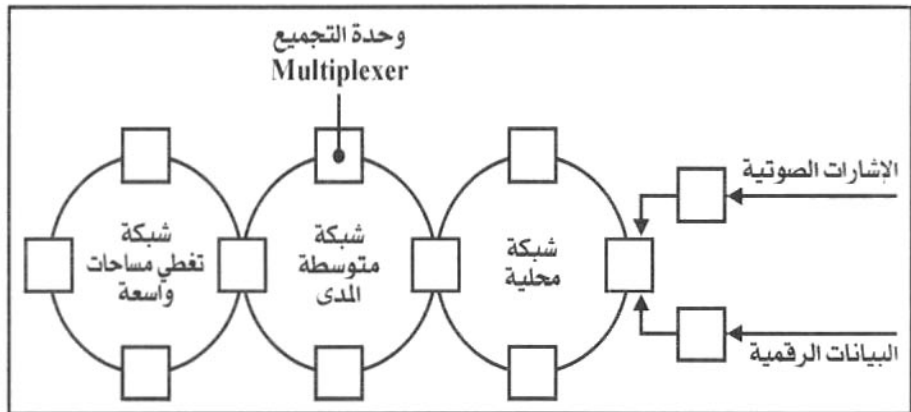 وحدة التجميع
Multiplexer
الإشارات الصوتية
شبكة
محلية
شبكة
متوسطة
المدى
شبكة
تغطي مساحات
واسعة
البيانات الرقمية